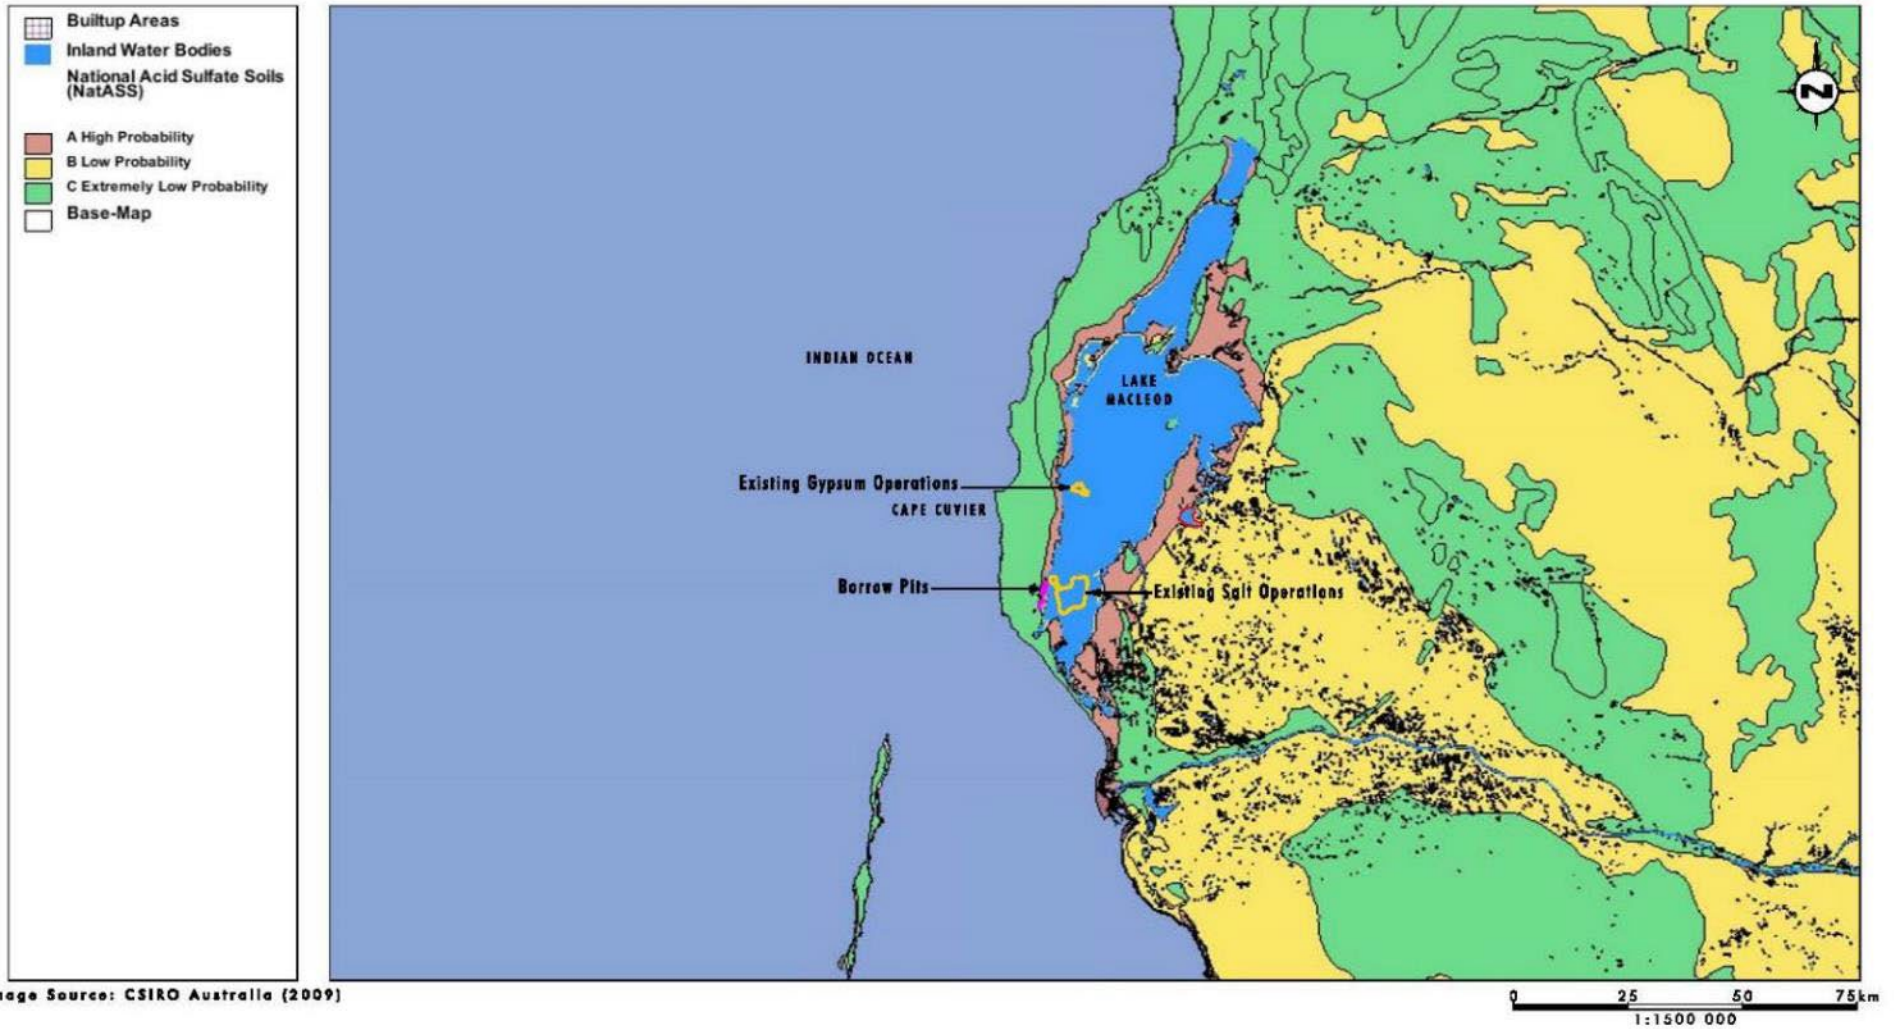 Builtup Areas
Inland Water Bodies
National Acid Sulfate Soils
(NatASS)
A High Probability
B Low Probability
C Extremely Low Probability
Base-Map
N
INDIAN OCEAN
LAKE
MACLEOD
Existing Gypsum Operations
CAPE CUVIER
Borrow Pits
Existing Salt Operations
age Source: CSIRO Australia (2009)
0 25 50 75km
1:1500 000